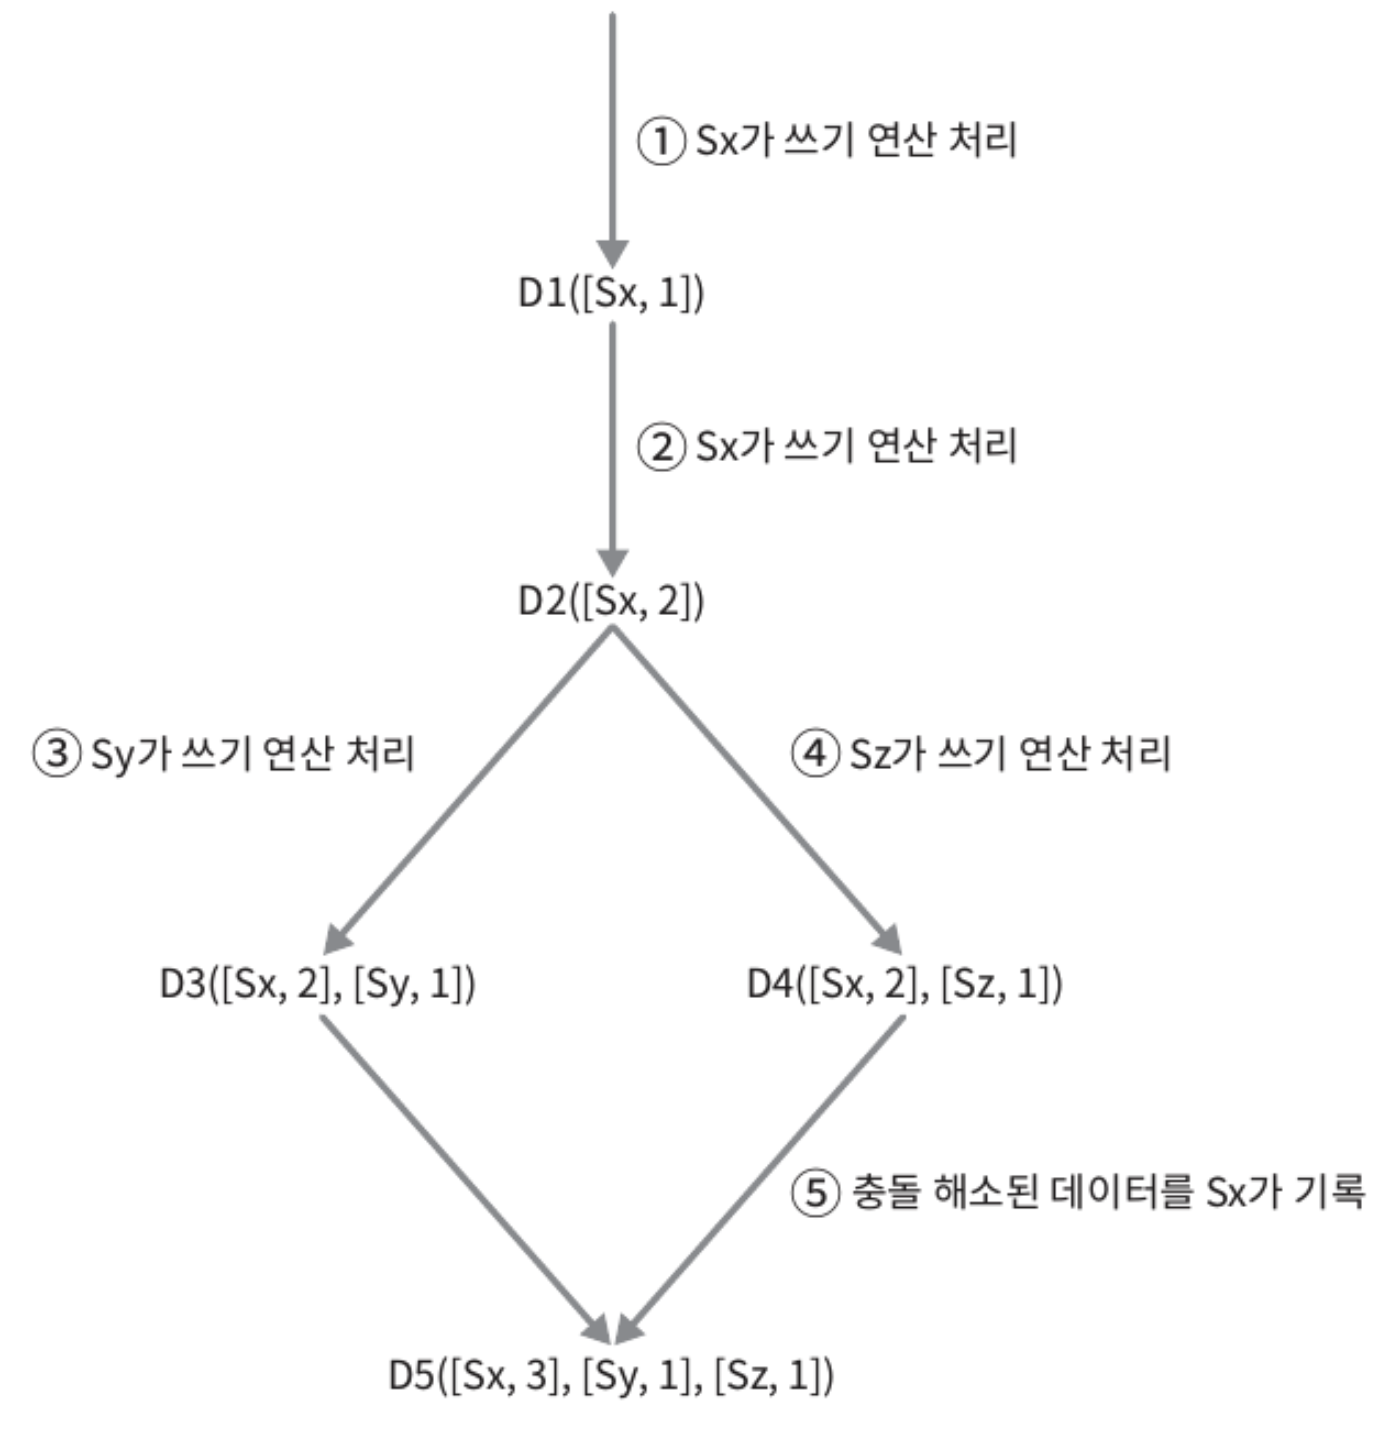 ① Sx가 쓰기 연산 처리
D1([Sx, 1])
② Sx가 쓰기 연산 처리
D2([Sx, 2])
③ Sy가 쓰기 연산 처리
④ Sz가 쓰기 연산 처리
D3([Sx, 2], [Sy, 1])
D4([Sx, 2], [Sz, 1])
⑤ 충돌 해소된 데이터를 Sx가 기록
D5([Sx, 3], [Sy, 1], [Sz, 1])